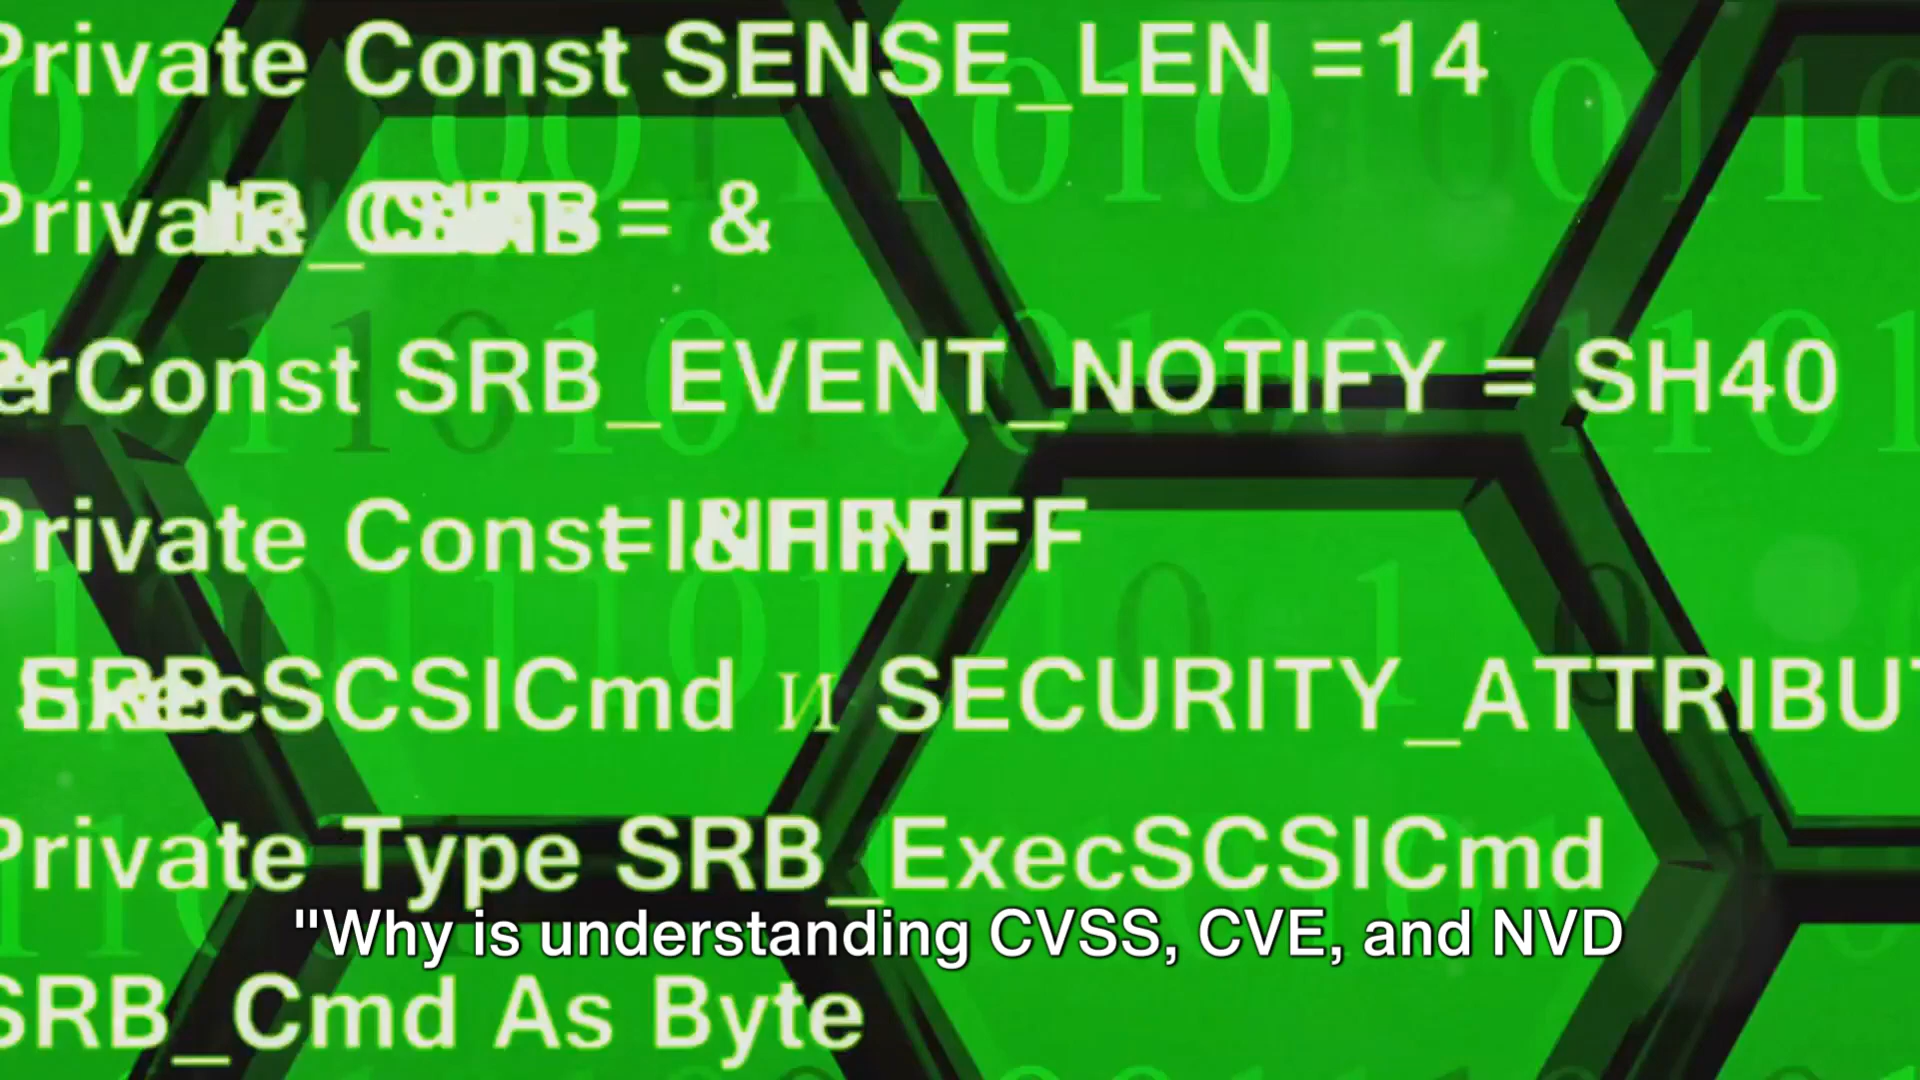 Private Const SENSE_LEN =14
= &
Const SRB_EVENT_NOTIFY = SH40
Private Const
SCSICmd и SECURITY_ATTRIBUT
Private Type SRB_ExecSCSICmd
"Why is understanding CVSS, CVE, and NVD
SRB_Cmd As Byte